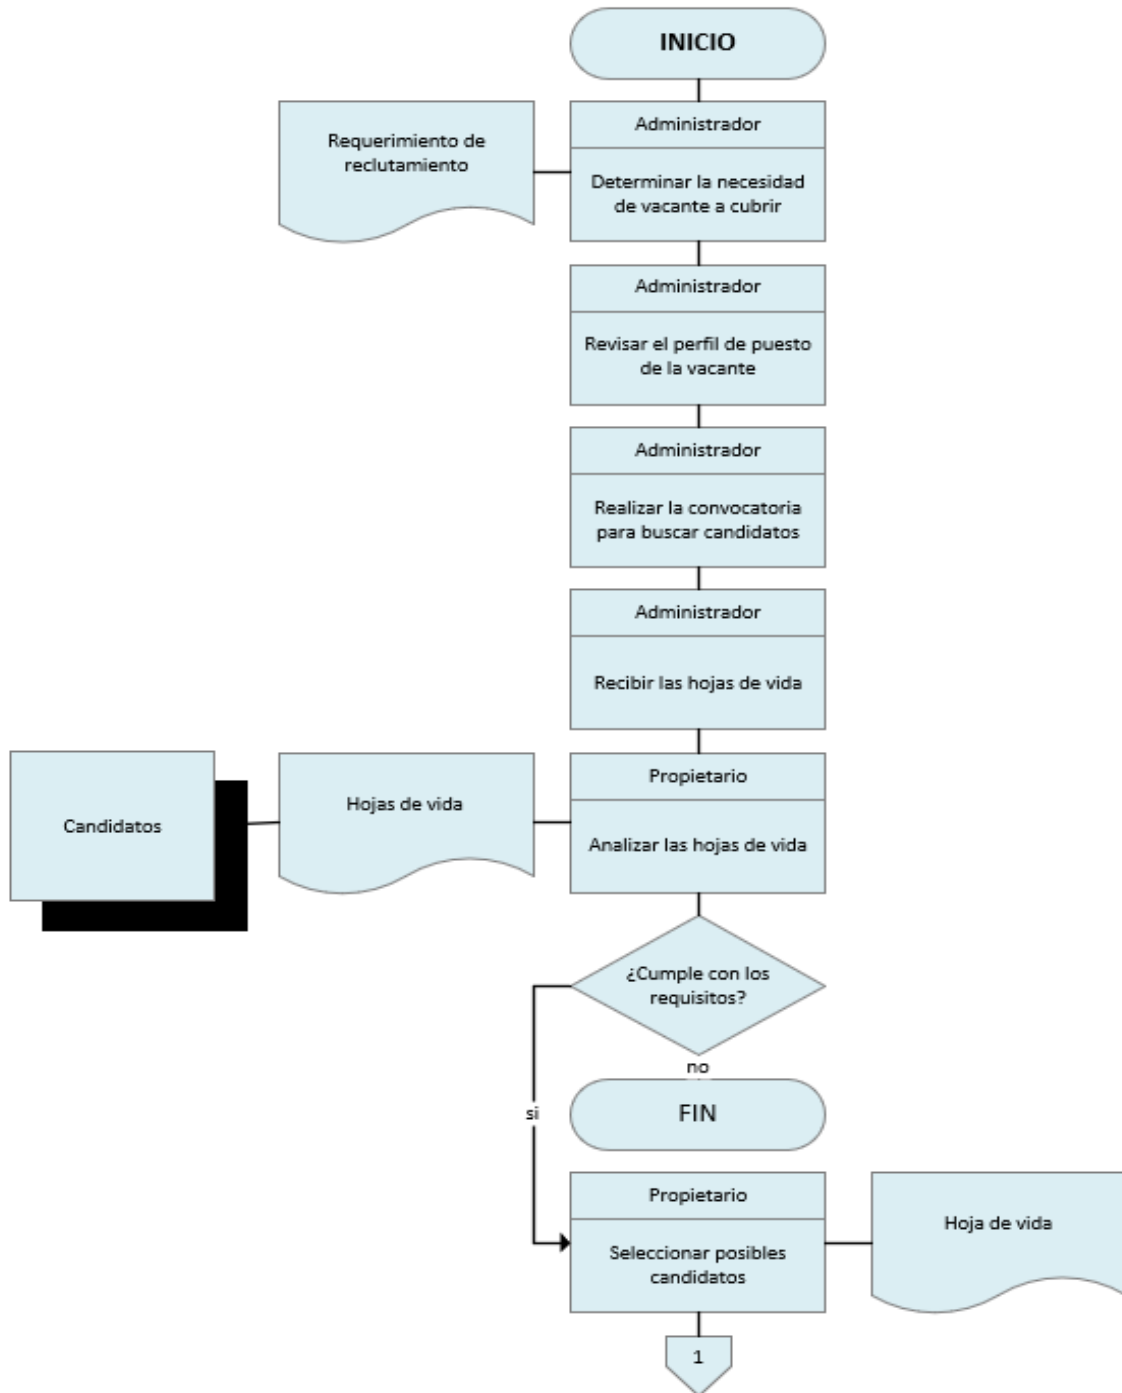 INICIO
Administrador
Requerimiento de
reclutamiento
Determinar la necesidad
de vacante a cubrir
Administrador
Revisar el perfil de puesto
de la vacante
Administrador
Realizar la convocatoria
para buscar candidatos
Administrador
Recibir las hojas de vida
Propietario
Candidatos
Hojas de vida
Analizar las hojas de vida
¿Cumple con los
requisitos?
no
si
FIN
Propietario
Seleccionar posibles
candidatos
Hoja de vida
1